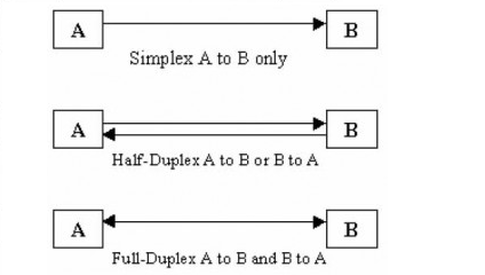 A B
Simplex A to B only
A B
Half-Duplex A to B or B to A
A B
Full-Duplex A to B and B to A